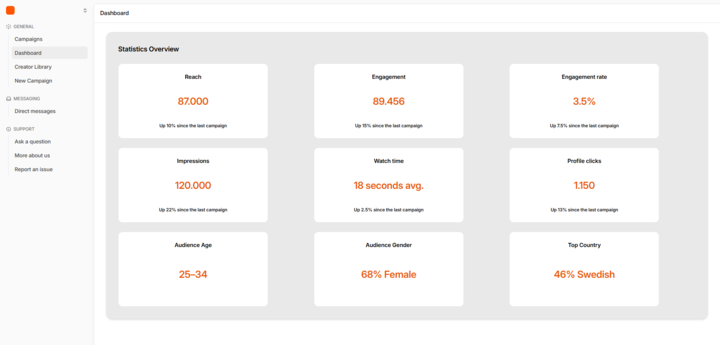 Dashboard
GENERAL
Campaigns
Dashboard
Creator Library
New Campaign
MESSAGING
Direct messages
SUPPORT
Ask a question
More about us
Report an issue
Statistics Overview
Reach
87.000
Up 10% since the last campaign
Engagement
89.456
Up 15% since the last campaign
Engagement rate
3.5%
Up 7.5% since the last campaign
Impressions
120.000
Up 22% since the last campaign
Watch time
18 seconds avg.
Up 2.5% since the last campaign
Profile clicks
1.150
Up 13% since the last campaign
Audience Age
25–34
Audience Gender
68% Female
Top Country
46% Swedish